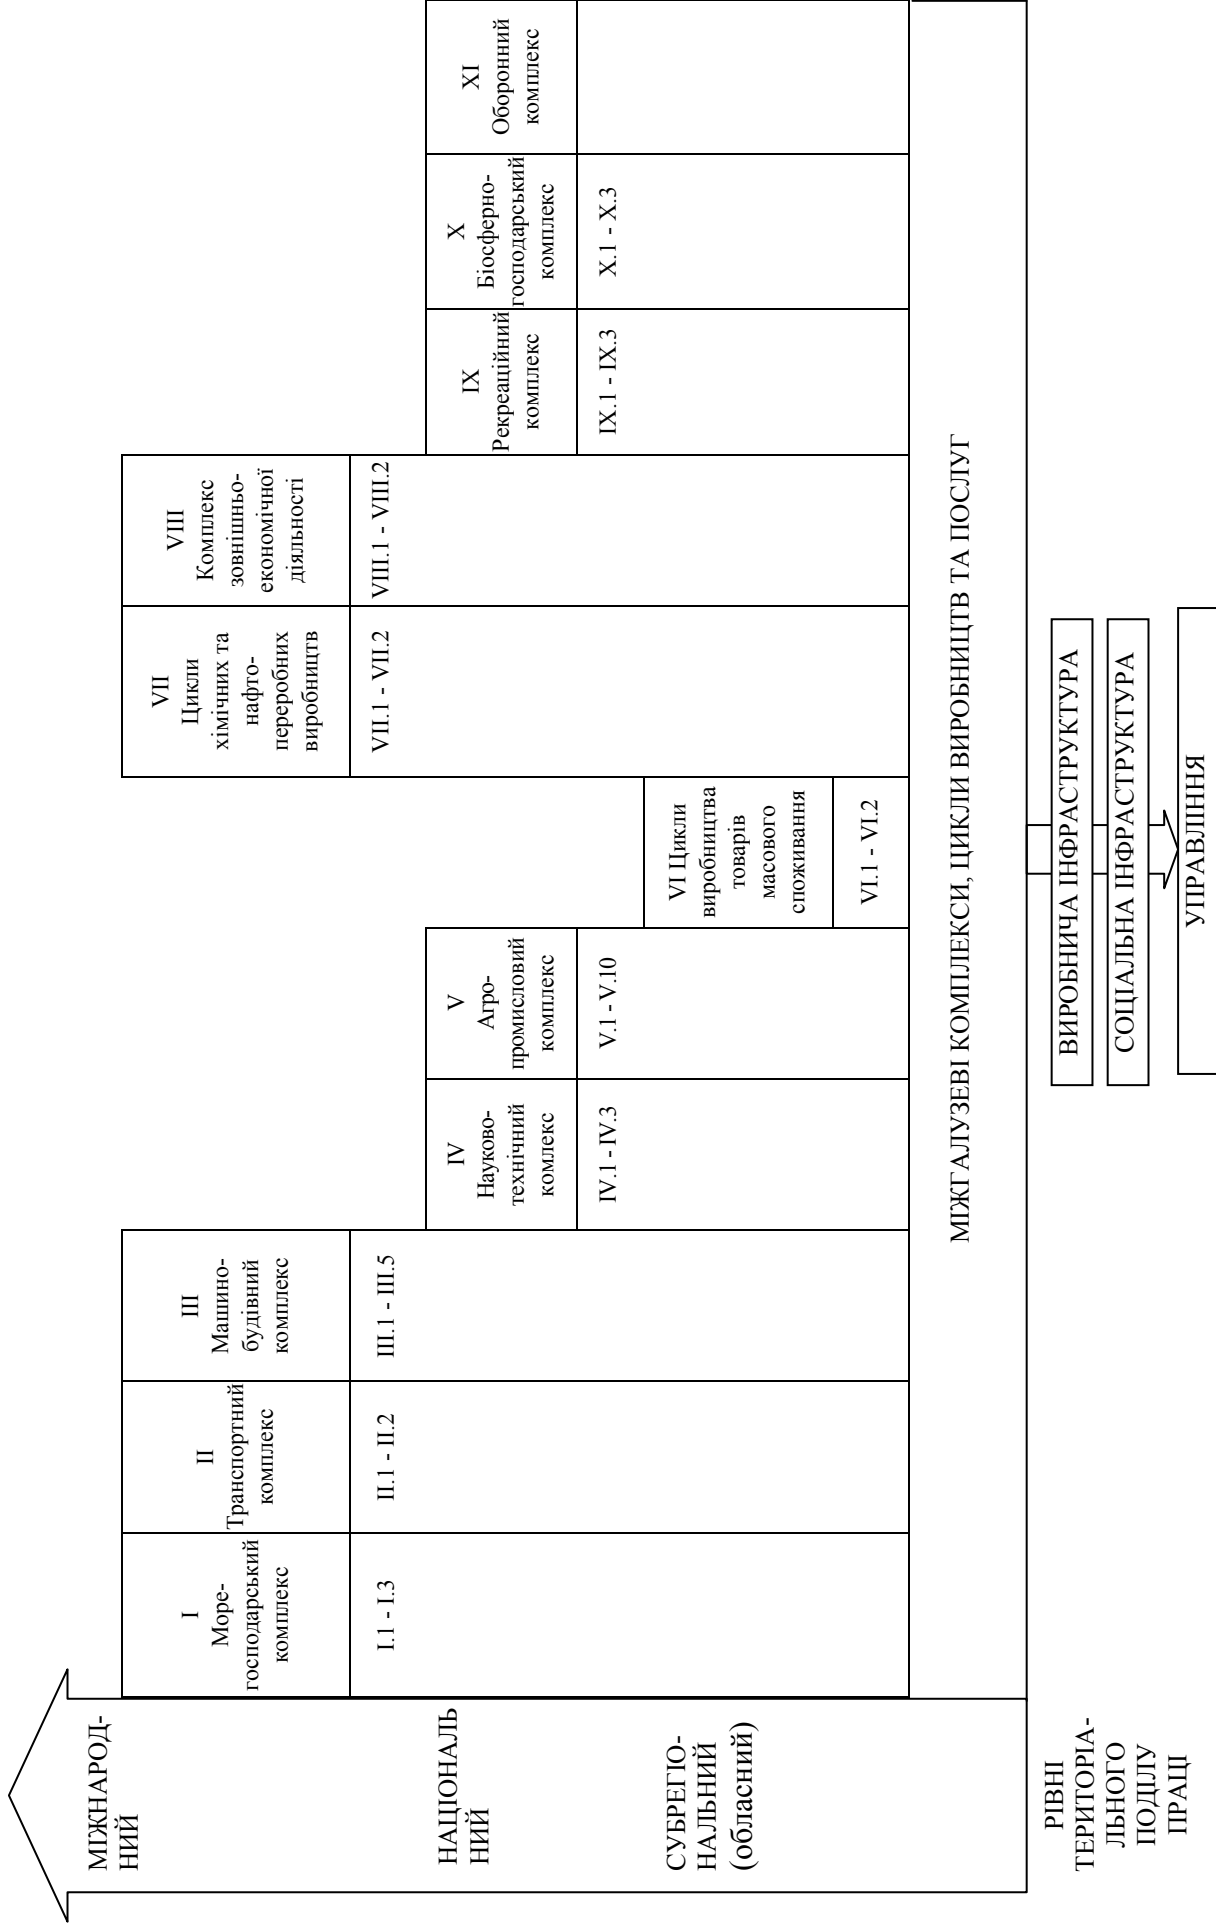 МІЖНАРОД-
НИЙ
НАЦІОНАЛЬ
НИЙ
СУБРЕГІО-
НАЛЬНИЙ
(обласний)
РІВНІ
ТЕРИТОРІА-
ЛЬНОГО
ПОДІЛУ
ПРАЦІ
I
Море-
господарський
комплекс
I.1 - I.3
II
Транспортний
комплекс
II.1 - II.2
III
Машино-
будівний
комплекс
III.1 - III.5
IV
Науково-
технічний
комлекс
IV.1 - IV.3
V
Агро-
промисловий
комплекс
V.1 - V.10
VI Цикли
виробництва
товарів
масового
споживання
VI.1 - VI.2
VII
Цикли
хімічних та
нафто-
переробних
виробництв
VII.1 - VII.2
VIII
Комплекс
зовнішньо-
економічної
діяльності
VIII.1 - VIII.2
IX
Рекреаційний
комплекс
IX.1 - IX.3
X
Біосферно-
господарський
комплекс
X.1 - X.3
XI
Оборонний
комплекс
МІЖГАЛУЗЕВІ КОМПЛЕКСИ, ЦИКЛИ ВИРОБНИЦТВ ТА ПОСЛУГ
ВИРОБНИЧА ІНФРАСТРУКТУРА
СОЦІАЛЬНА ІНФРАСТРУКТУРА
УПРАВЛІННЯ